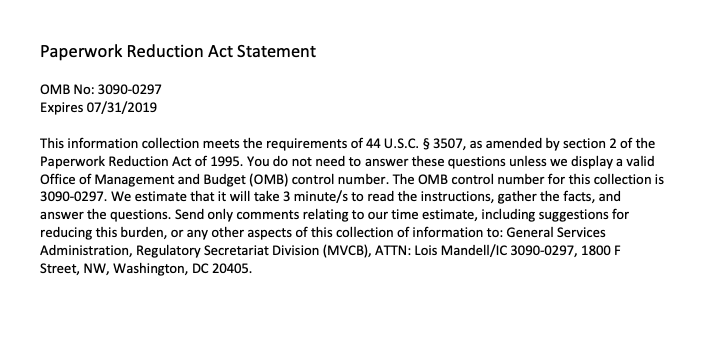 Paperwork Reduction Act Statement
OMB No: 3090-0297
Expires 07/31/2019
This information collection meets the requirements of 44 U.S.C. § 3507, as amended by section 2 of the
Paperwork Reduction Act of 1995. You do not need to answer these questions unless we display a valid
Office of Management and Budget (OMB) control number. The OMB control number for this collection is
3090-0297. We estimate that it will take 3 minute/s to read the instructions, gather the facts, and
answer the questions. Send only comments relating to our time estimate, including suggestions for
reducing this burden, or any other aspects of this collection of information to: General Services
Administration, Regulatory Secretariat Division (MVCB), ATTN: Lois Mandell/IC 3090-0297, 1800 F
Street, NW, Washington, DC 20405.